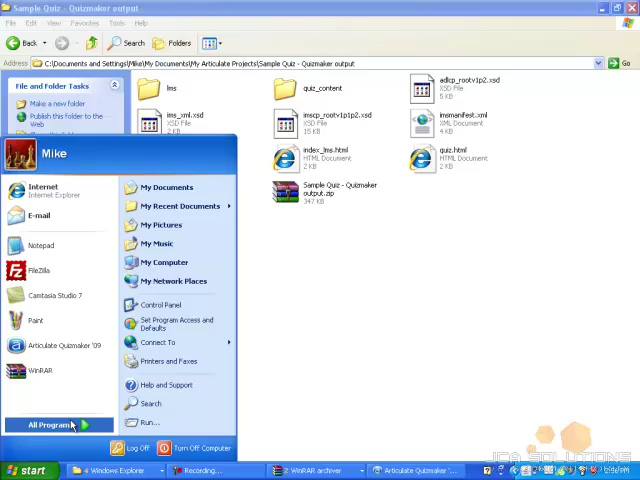 Sample Quiz - Quizmaker output
File Edit View Favorites Tools Help
Back Search Folders
Address C:\Documents and Settings\Mike\My Documents\My Articulate Projects\Sample Quiz - Quizmaker output Go
File and Folder Tasks
Make a new folder
Publish this folder to the
Web
lms
quiz_content
adlcp_rootv1p2.xsd
XSD File
5 KB
ims_xml.xsd
XSD File
2 KB
imscp_rootv1p1p2.xsd
XSD File
15 KB
imsmanifest.xml
XML Document
4 KB
index_lms.html
HTML Document
2 KB
quiz.html
HTML Document
2 KB
Sample Quiz - Quizmaker
output.zip
347 KB
Mike
Internet
Internet Explorer
E-mail
Notepad
FileZilla
Camtasia Studio 7
Paint
Articulate Quizmaker '09
WinRAR
All Programs
My Documents
My Recent Documents
My Pictures
My Music
My Computer
My Network Places
Control Panel
Set Program Access and
Defaults
Connect To
Printers and Faxes
Help and Support
Search
Run...
Log Off Turn Off Computer
JCA SOLUTIONS
start 4 Windows Explorer Recording... 2 WinRAR archiver Articulate Quizmaker '...